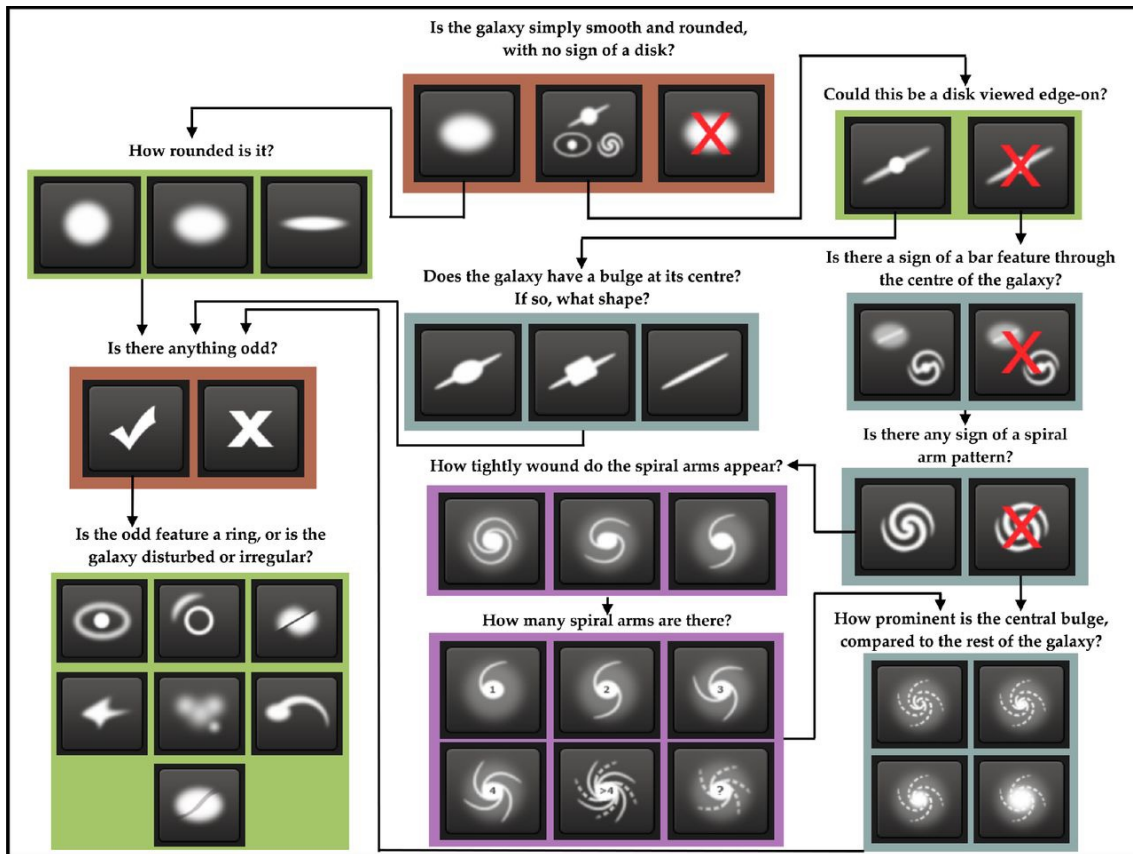 Is the galaxy simply smooth and rounded,
with no sign of a disk?
Could this be a disk viewed edge-on?
How rounded is it?
Is there a sign of a bar feature through
the centre of the galaxy?
Does the galaxy have a bulge at its centre?
If so, what shape?
Is there anything odd?
Is there any sign of a spiral
arm pattern?
How tightly wound do the spiral arms appear?
Is the odd feature a ring, or is the
galaxy disturbed or irregular?
How many spiral arms are there?
1
2
3
4
>4
?
How prominent is the central bulge,
compared to the rest of the galaxy?